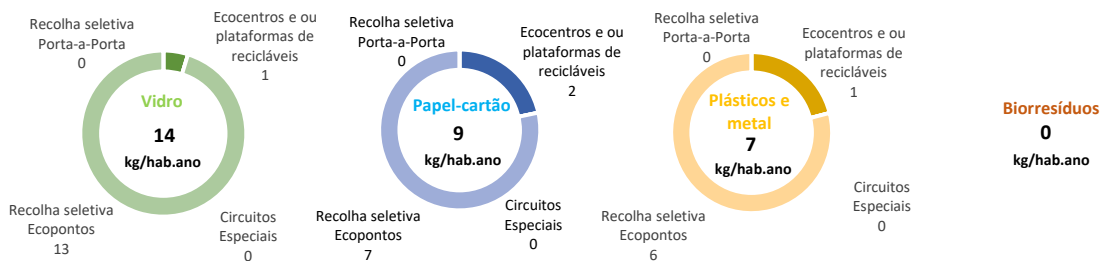 Recolha seletiva
Porta-a-Porta
0
Ecocentros e ou
plataformas de
recicláveis
1
Vidro
14
kg/hab.ano
Recolha seletiva
Ecopontos
13
Circuitos
Especiais
0
Recolha seletiva
Porta-a-Porta
0
Ecocentros e ou
plataformas de
recicláveis
2
Papel-cartão
9
kg/hab.ano
Recolha seletiva
Ecopontos
7
Circuitos
Especiais
0
Recolha seletiva
Porta-a-Porta
0
Ecocentros e ou
plataformas de
recicláveis
1
Plásticos e
metal
7
kg/hab.ano
Recolha seletiva
Ecopontos
6
Circuitos
Especiais
0
Biorresíduos
0
kg/hab.ano